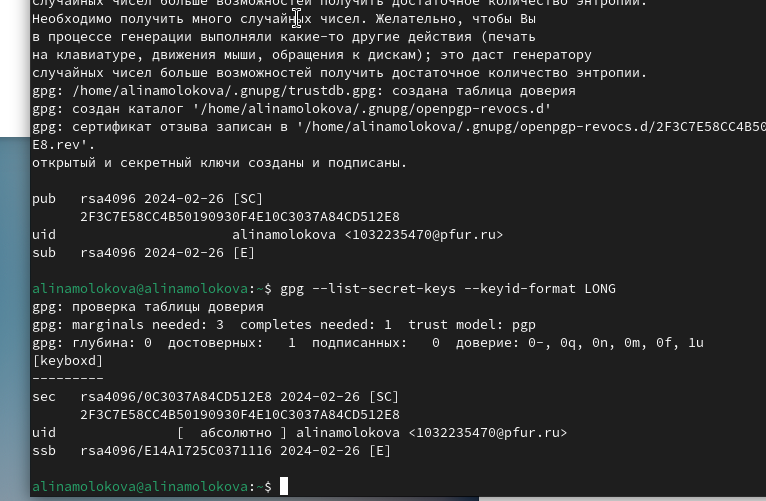 случайных чисел больше возможностей получить достаточное количество энтропии.
Необходимо получить много случайных чисел. Желательно, чтобы Вы
в процессе генерации выполняли какие-то другие действия (печать
на клавиатуре, движения мыши, обращения к дискам); это даст генератору
случайных чисел больше возможностей получить достаточное количество энтропии.
gpg: /home/alinamolokova/.gnupg/trustdb.gpg: создана таблица доверия
gpg: создан каталог '/home/alinamolokova/.gnupg/openpgp-revocs.d'
gpg: сертификат отзыва записан в '/home/alinamolokova/.gnupg/openpgp-revocs.d/2F3C7E58CC4B50
E8.rev'.
открытый и секретный ключи созданы и подписаны.
pub   rsa4096 2024-02-26 [SC]
      2F3C7E58CC4B50190930F4E10C3037A84CD512E8
uid                      alinamolokova <1032235470@pfur.ru>
sub   rsa4096 2024-02-26 [E]
alinamolokova@alinamolokova:~$ gpg --list-secret-keys --keyid-format LONG
gpg: проверка таблицы доверия
gpg: marginals needed: 3  completes needed: 1  trust model: pgp
gpg: глубина: 0  достоверных:   1  подписанных:   0  доверие: 0-, 0q, 0n, 0m, 0f, 1u
[keyboxd]
---------
sec   rsa4096/0C3037A84CD512E8 2024-02-26 [SC]
      2F3C7E58CC4B50190930F4E10C3037A84CD512E8
uid               [  абсолютно ] alinamolokova <1032235470@pfur.ru>
ssb   rsa4096/E14A1725C0371116 2024-02-26 [E]
alinamolokova@alinamolokova:~$